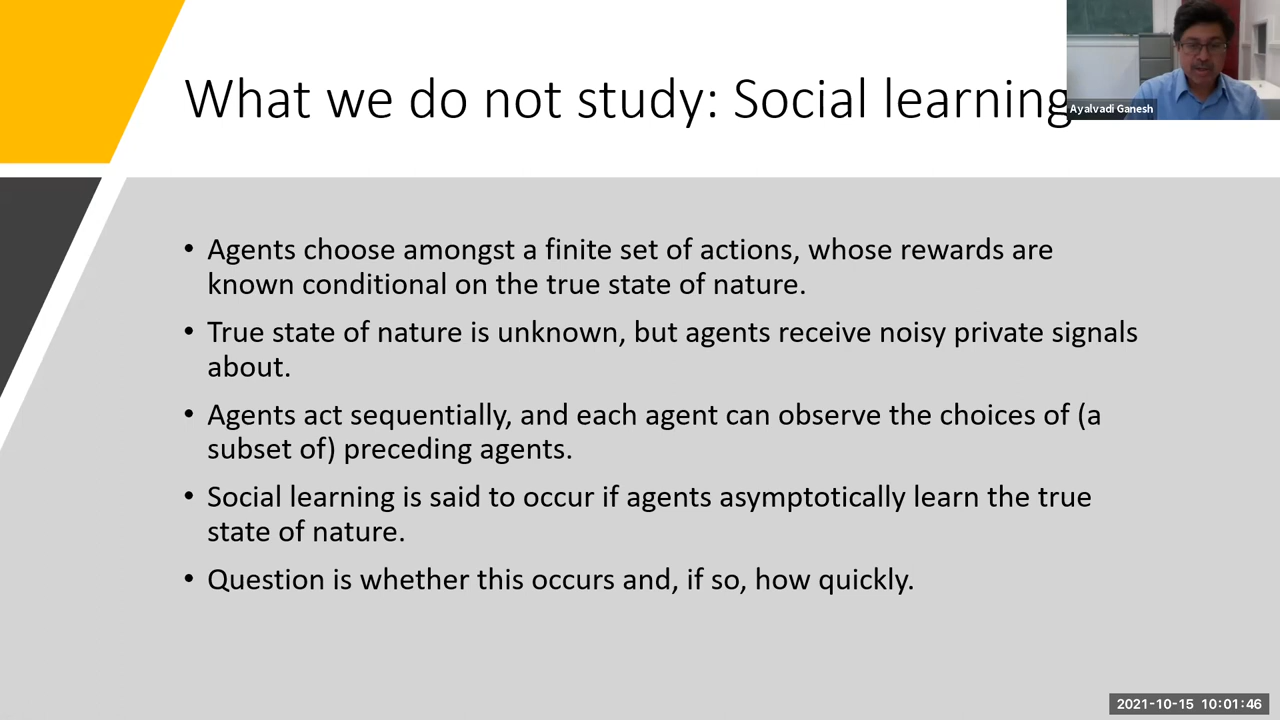 What we do not study: Social learning
Ayalvadi Ganesh
• Agents choose amongst a finite set of actions, whose rewards are
known conditional on the true state of nature.
• True state of nature is unknown, but agents receive noisy private signals
about.
• Agents act sequentially, and each agent can observe the choices of (a
subset of) preceding agents.
• Social learning is said to occur if agents asymptotically learn the true
state of nature.
• Question is whether this occurs and, if so, how quickly.
2021-10-15 10:01:46